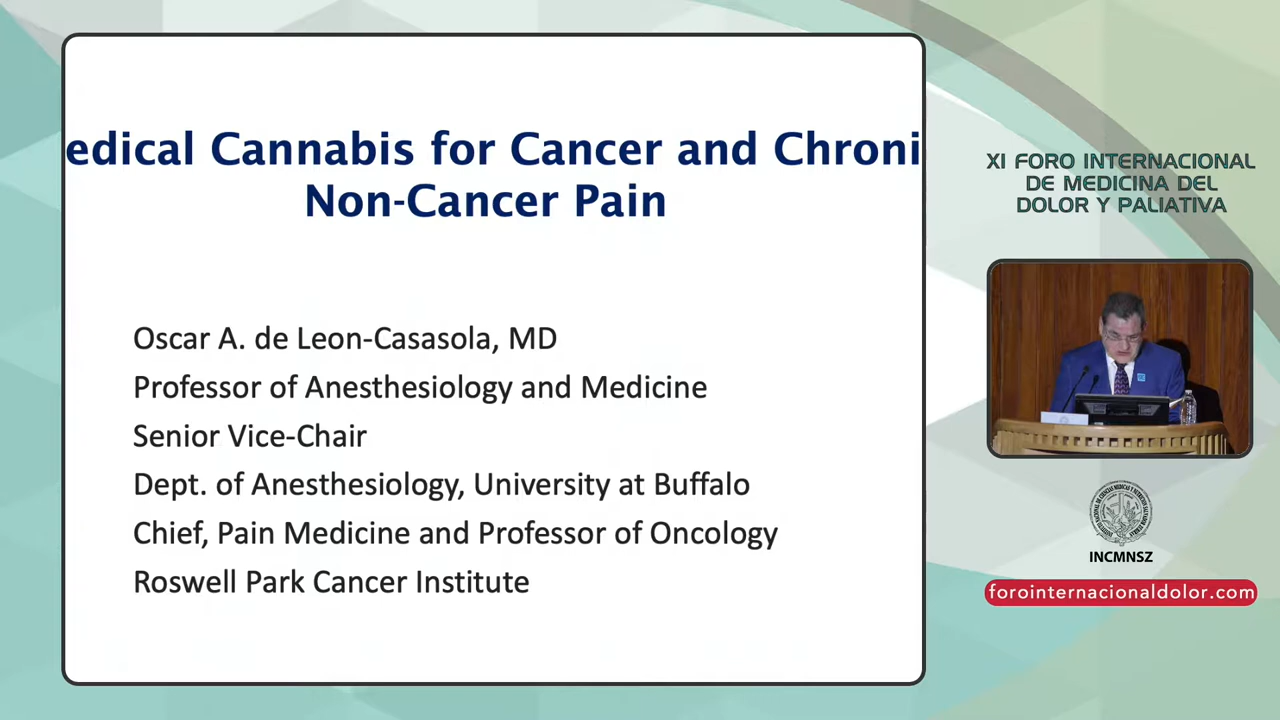 edical Cannabis for Cancer and Chroni
Non-Cancer Pain
Oscar A. de Leon-Casasola, MD
Professor of Anesthesiology and Medicine
Senior Vice-Chair
Dept. of Anesthesiology, University at Buffalo
Chief, Pain Medicine and Professor of Oncology
Roswell Park Cancer Institute
XI FORO INTERNACIONAL
DE MEDICINA DEL
DOLOR Y PALIATIVA
INCMNSZ
forointernacionaldolor.com